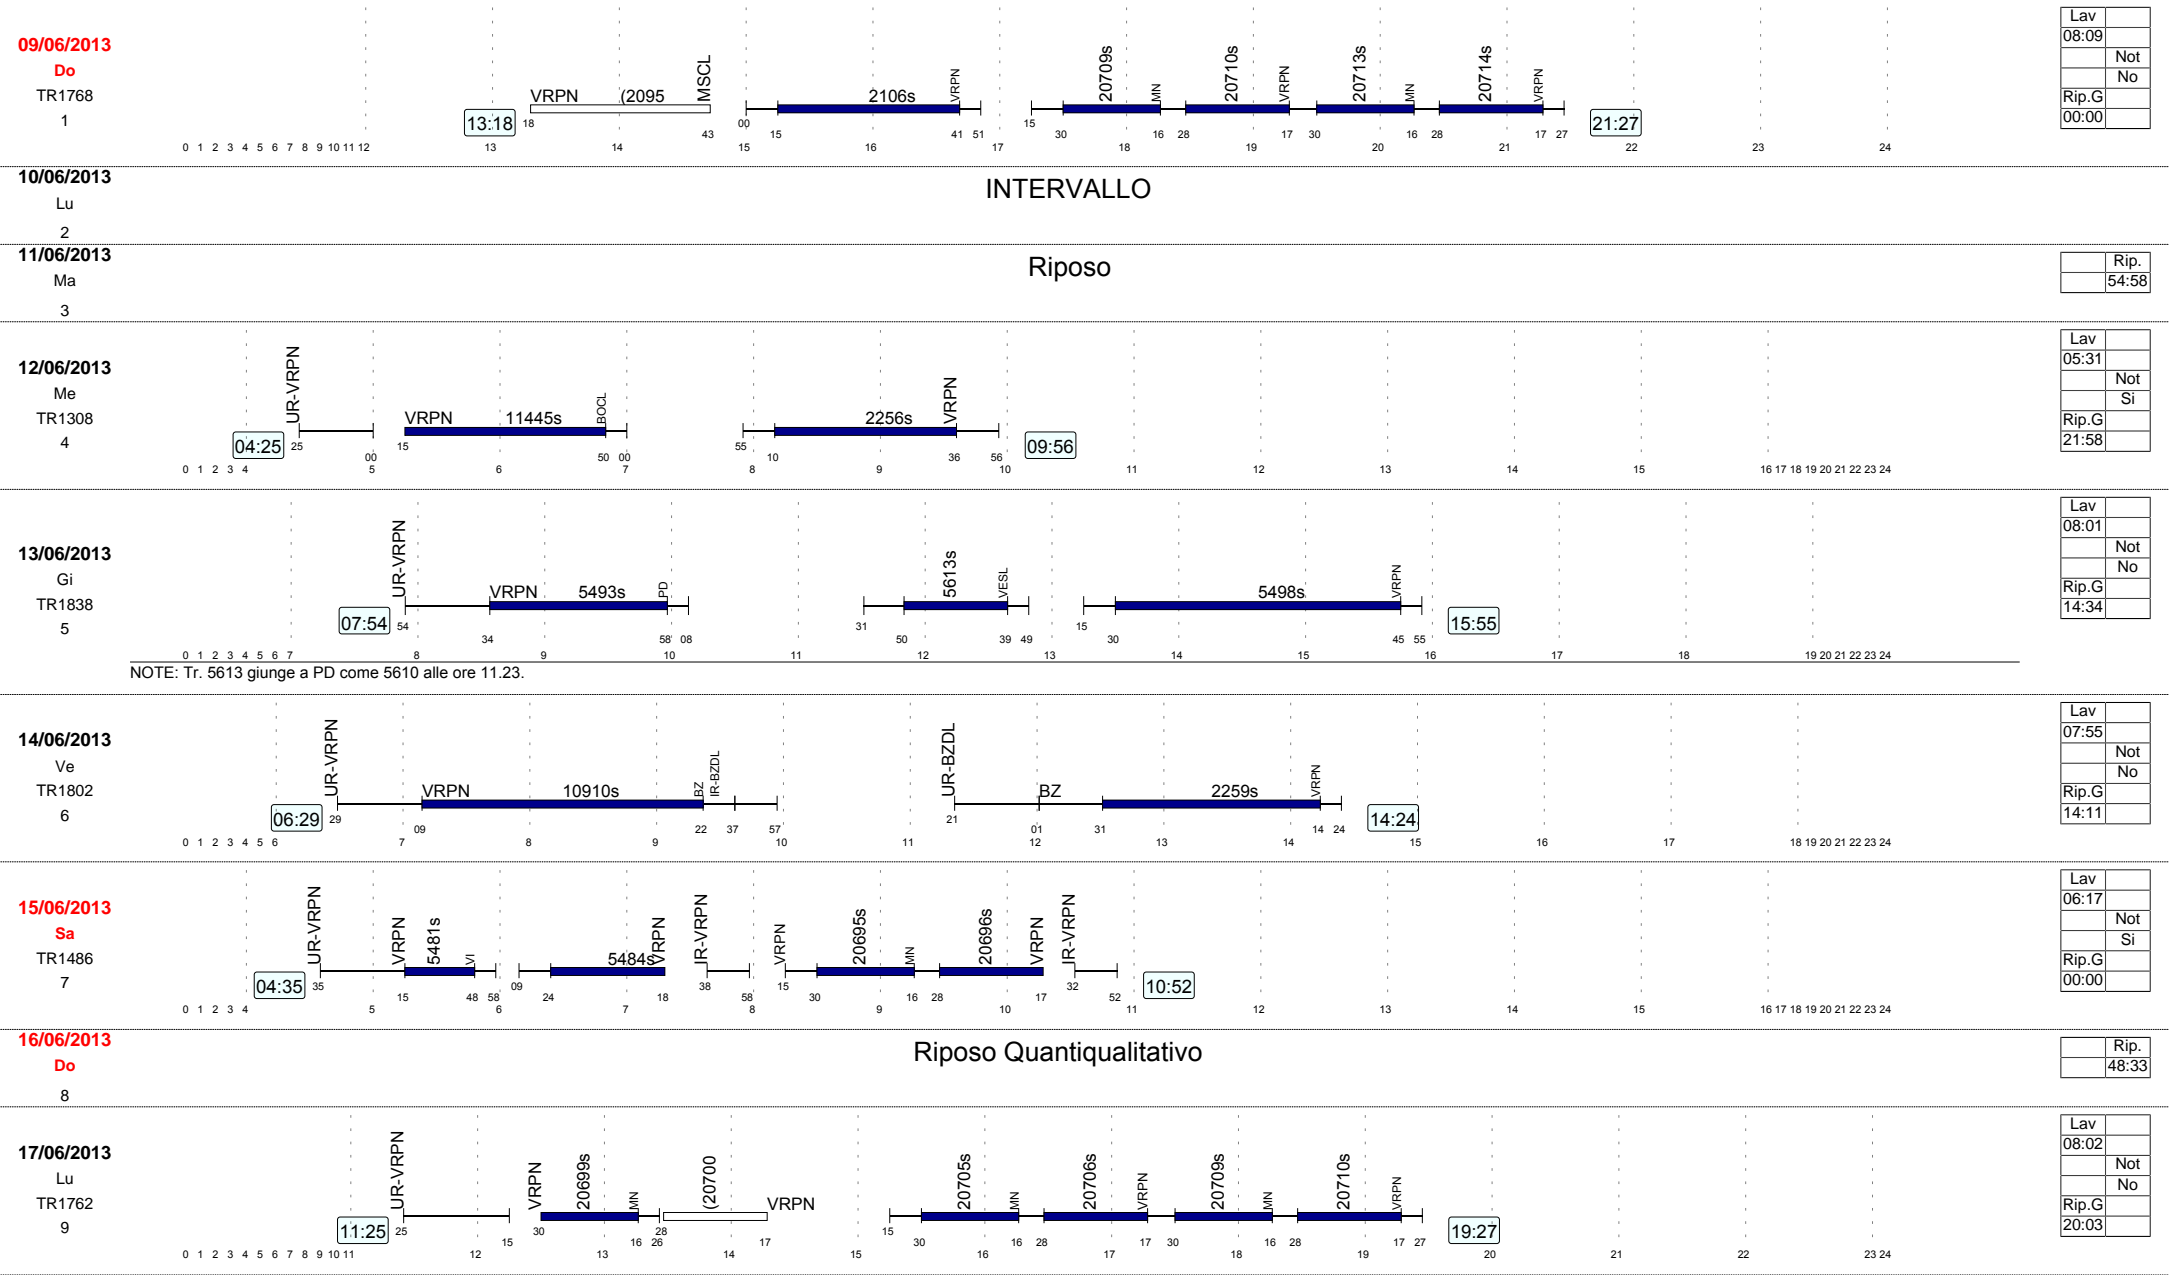 09/06/2013
Do
TR1768
1
13:18
VRPN (2095 MSCL
18 43
2106s VRPN
00 15 41 51
20709s MN 20710s VRPN 20713s MN 20714s VRPN
15 30 16 28 17 30 16 28 17 27
21:27
0 1 2 3 4 5 6 7 8 9 10 11 12 13 14 15 16 17 18 19 20 21 22 23 24
Lav
08:09
Not
No
Rip.G
00:00
10/06/2013
Lu
2
INTERVALLO
11/06/2013
Ma
3
Riposo
Rip.
54:58
12/06/2013
Me
TR1308
4
04:25
UR-VRPN
25 00
VRPN 11445s BOCL
15 50 00
2256s VRPN
55 10 36 56
09:56
0 1 2 3 4 5 6 7 8 9 10 11 12 13 14 15 16 17 18 19 20 21 22 23 24
Lav
05:31
Not
Si
Rip.G
21:58
13/06/2013
Gi
TR1838
5
07:54
UR-VRPN
54
VRPN 5493s PD
34 58 08
5613s VESL
31 50 39 49
5498s VRPN
15 30 45 55
15:55
0 1 2 3 4 5 6 7 8 9 10 11 12 13 14 15 16 17 18 19 20 21 22 23 24
NOTE: Tr. 5613 giunge a PD come 5610 alle ore 11.23.
Lav
08:01
Not
No
Rip.G
14:34
14/06/2013
Ve
TR1802
6
06:29
UR-VRPN
29
VRPN 10910s BZ IR-BZDL
09 22 37 57
UR-BZDL BZ 2259s VRPN
21 01 31 14 24
14:24
0 1 2 3 4 5 6 7 8 9 10 11 12 13 14 15 16 17 18 19 20 21 22 23 24
Lav
07:55
Not
No
Rip.G
14:11
15/06/2013
Sa
TR1486
7
04:35
UR-VRPN
35
VRPN 5481s VI
15 48 58
5484s VRPN
09 24 18
IR-VRPN
38 58
VRPN 20695s MN 20696s VRPN
15 30 16 28 17
IR-VRPN
32 52
10:52
0 1 2 3 4 5 6 7 8 9 10 11 12 13 14 15 16 17 18 19 20 21 22 23 24
Lav
06:17
Not
Si
Rip.G
00:00
16/06/2013
Do
8
Riposo Quantiqualitativo
Rip.
48:33
17/06/2013
Lu
TR1762
9
11:25
UR-VRPN
25 15
VRPN 20699s MN
30 16 26
(20700 VRPN
28 17
20705s MN 20706s VRPN 20709s MN 20710s VRPN
15 30 16 28 17 30 16 28 17 27
19:27
0 1 2 3 4 5 6 7 8 9 10 11 12 13 14 15 16 17 18 19 20 21 22 23 24
Lav
08:02
Not
No
Rip.G
20:03